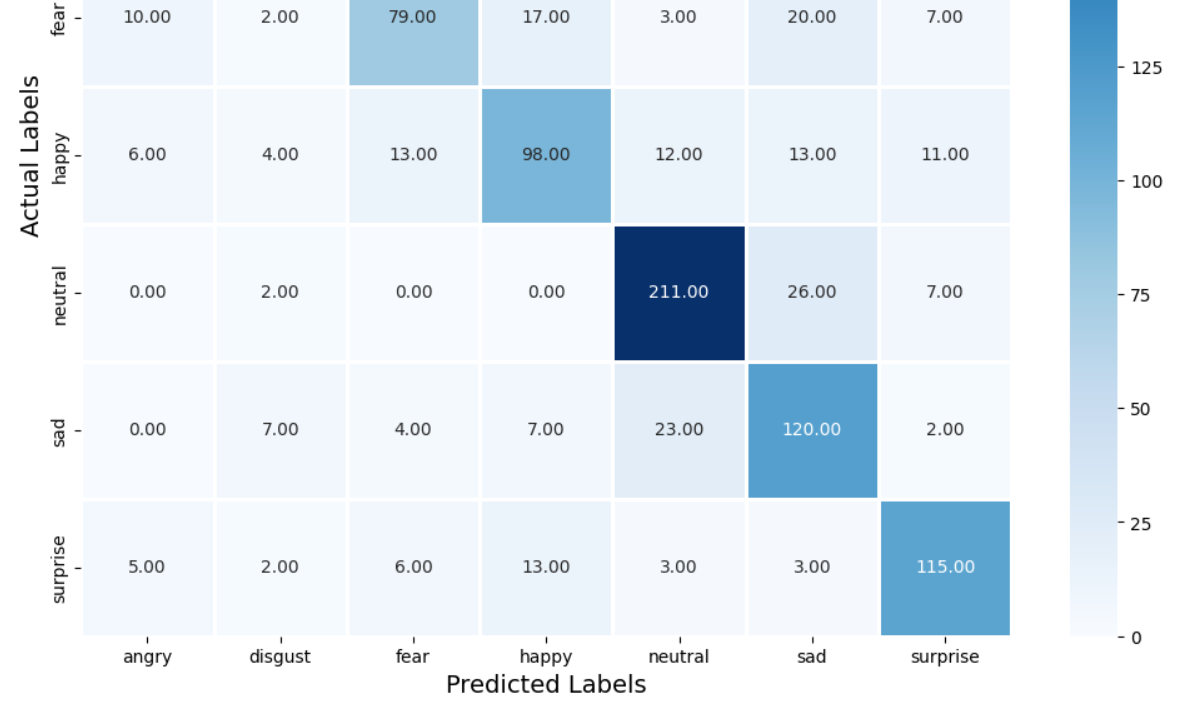 fear 10.00 2.00 79.00 17.00 3.00 20.00 7.00
125
happy 6.00 4.00 13.00 98.00 12.00 13.00 11.00
100
Actual Labels
neutral 0.00 2.00 0.00 0.00 211.00 26.00 7.00
75
sad 0.00 7.00 4.00 7.00 23.00 120.00 2.00
50
25
surprise 5.00 2.00 6.00 13.00 3.00 3.00 115.00
0
angry disgust fear happy neutral sad surprise
Predicted Labels